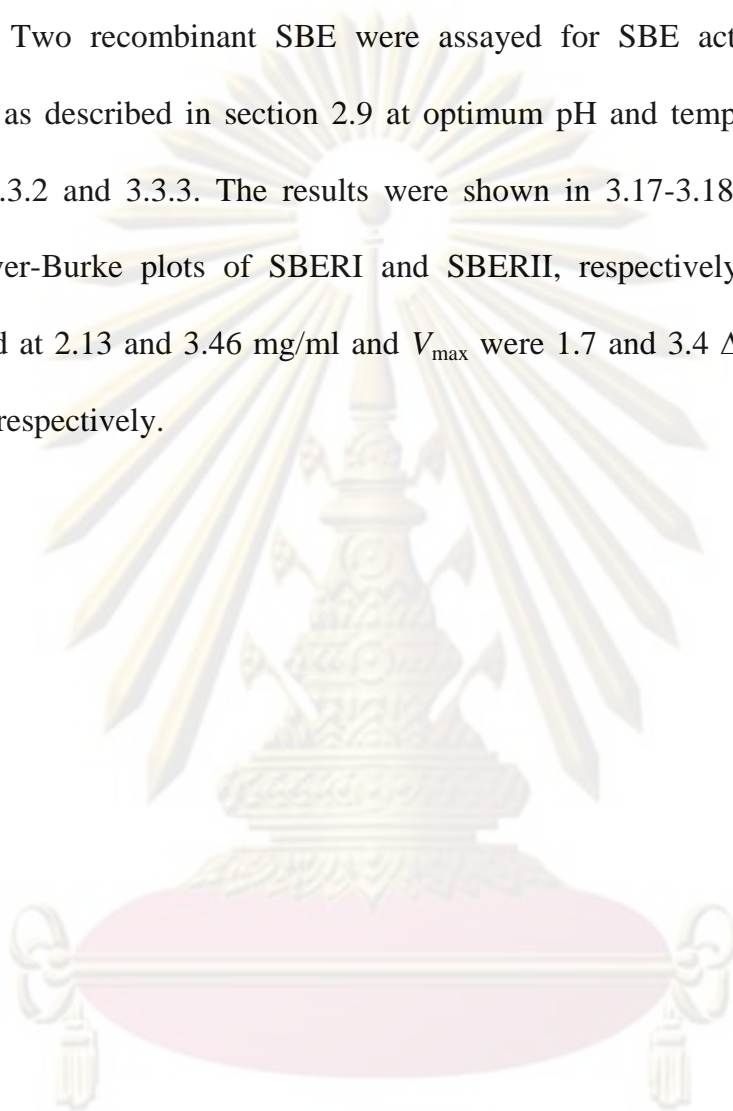 Two recombinant SBE were assayed for SBE act
as described in section 2.9 at optimum pH and temp
.3.2 and 3.3.3. The results were shown in 3.17-3.18
ver-Burke plots of SBERI and SBERII, respectively
d at 2.13 and 3.46 mg/ml and Vmax were 1.7 and 3.4 Δ
respectively.